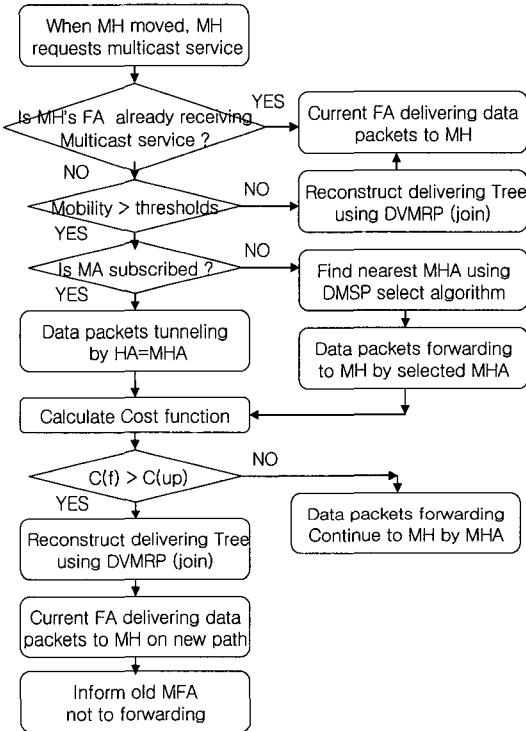 When MH moved, MH
requests multicast service
Is MH's FA already receiving
Multicast service ?
YES
Current FA delivering data
packets to MH
NO
Mobility > thresholds
NO
Reconstruct delivering Tree
using DVMRP (join)
YES
Is MA subscribed ?
NO
Find nearest MHA using
DMSP select algorithm
YES
Data packets tunneling
by HA=MHA
Data packets forwarding
to MH by selected MHA
Calculate Cost function
C(f) > C(up)
NO
YES
Data packets forwarding
Continue to MH by MHA
Reconstruct delivering Tree
using DVMRP (join)
Current FA delivering data
packets to MH on new path
Inform old MFA
not to forwarding